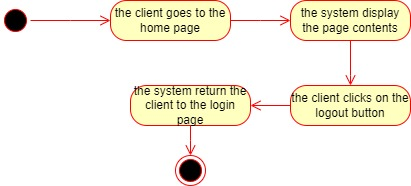 the client goes to the
home page
the system display
the page contents
the system return the
client to the login
page
the client clicks on the
logout button